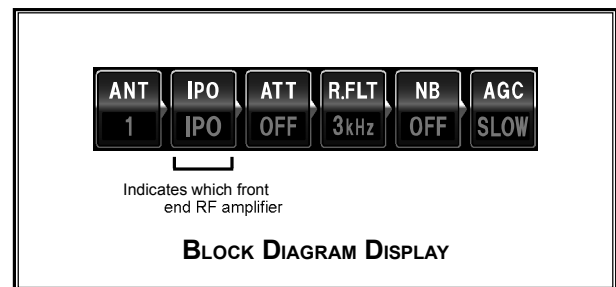 ANT IPO ATT R.FLT NB AGC
1 IPO OFF 3kHz OFF SLOW
Indicates which front
end RF amplifier
BLOCK DIAGRAM DISPLAY